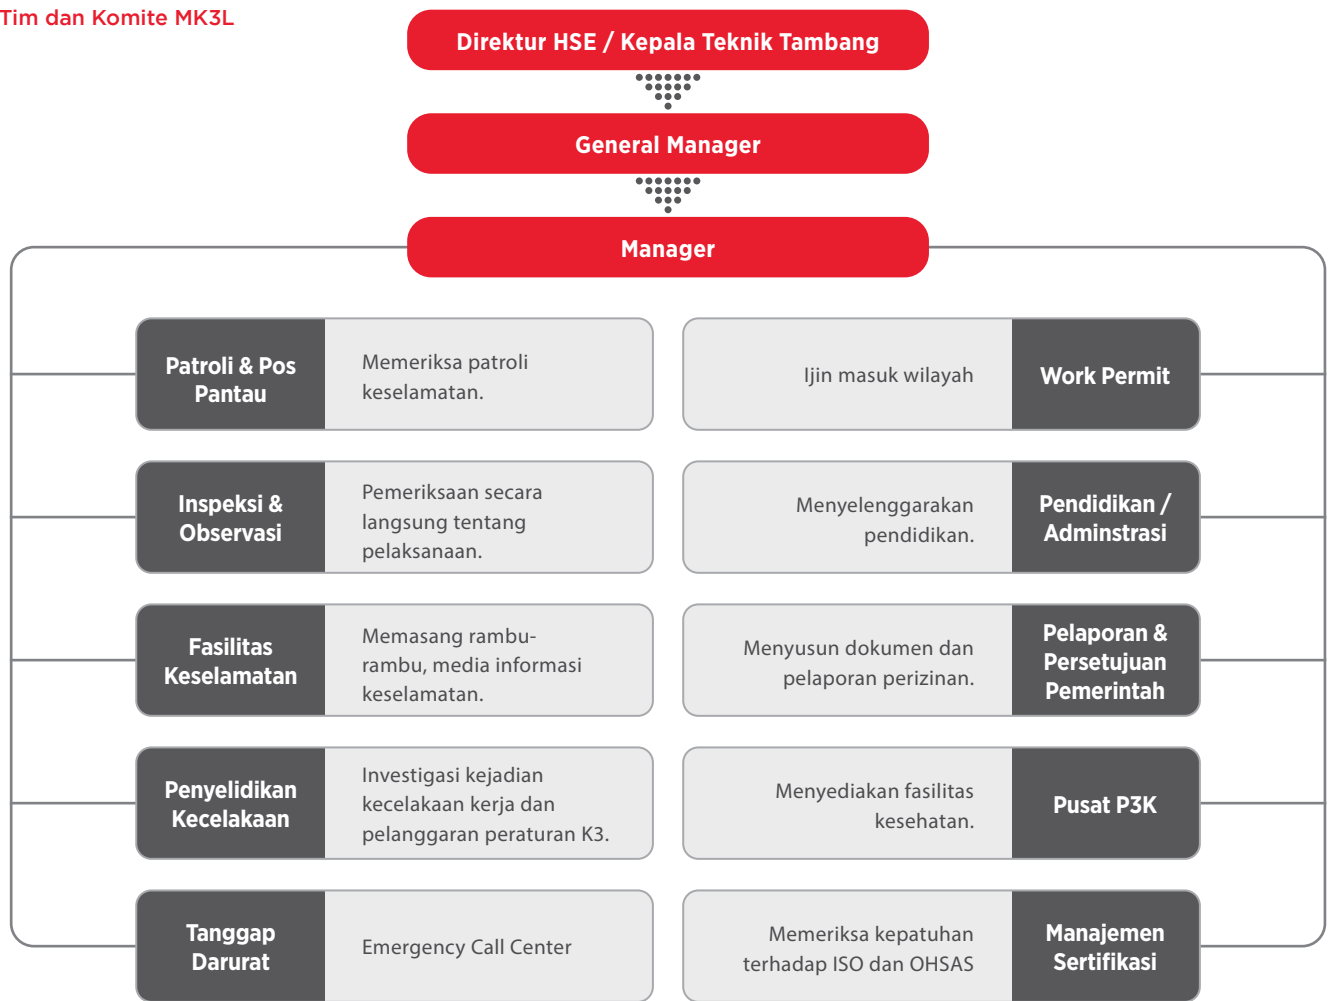 Tim dan Komite MK3L
Direktur HSE / Kepala Teknik Tambang
General Manager
Manager
Patroli & Pos
Pantau
Memeriksa patroli
keselamatan.
Ijin masuk wilayah
Work Permit
Inspeksi &
Observasi
Pemeriksaan secara
langsung tentang
pelaksanaan.
Menyelenggarakan
pendidikan.
Pendidikan /
Adminstrasi
Fasilitas
Keselamatan
Memasang rambu-
rambu, media informasi
keselamatan.
Menyusun dokumen dan
pelaporan perizinan.
Pelaporan &
Persetujuan
Pemerintah
Penyelidikan
Kecelakaan
Investigasi kejadian
kecelakaan kerja dan
pelanggaran peraturan K3.
Menyediakan fasilitas
kesehatan.
Pusat P3K
Tanggap
Darurat
Emergency Call Center
Memeriksa kepatuhan
terhadap ISO dan OHSAS
Manajemen
Sertifikasi